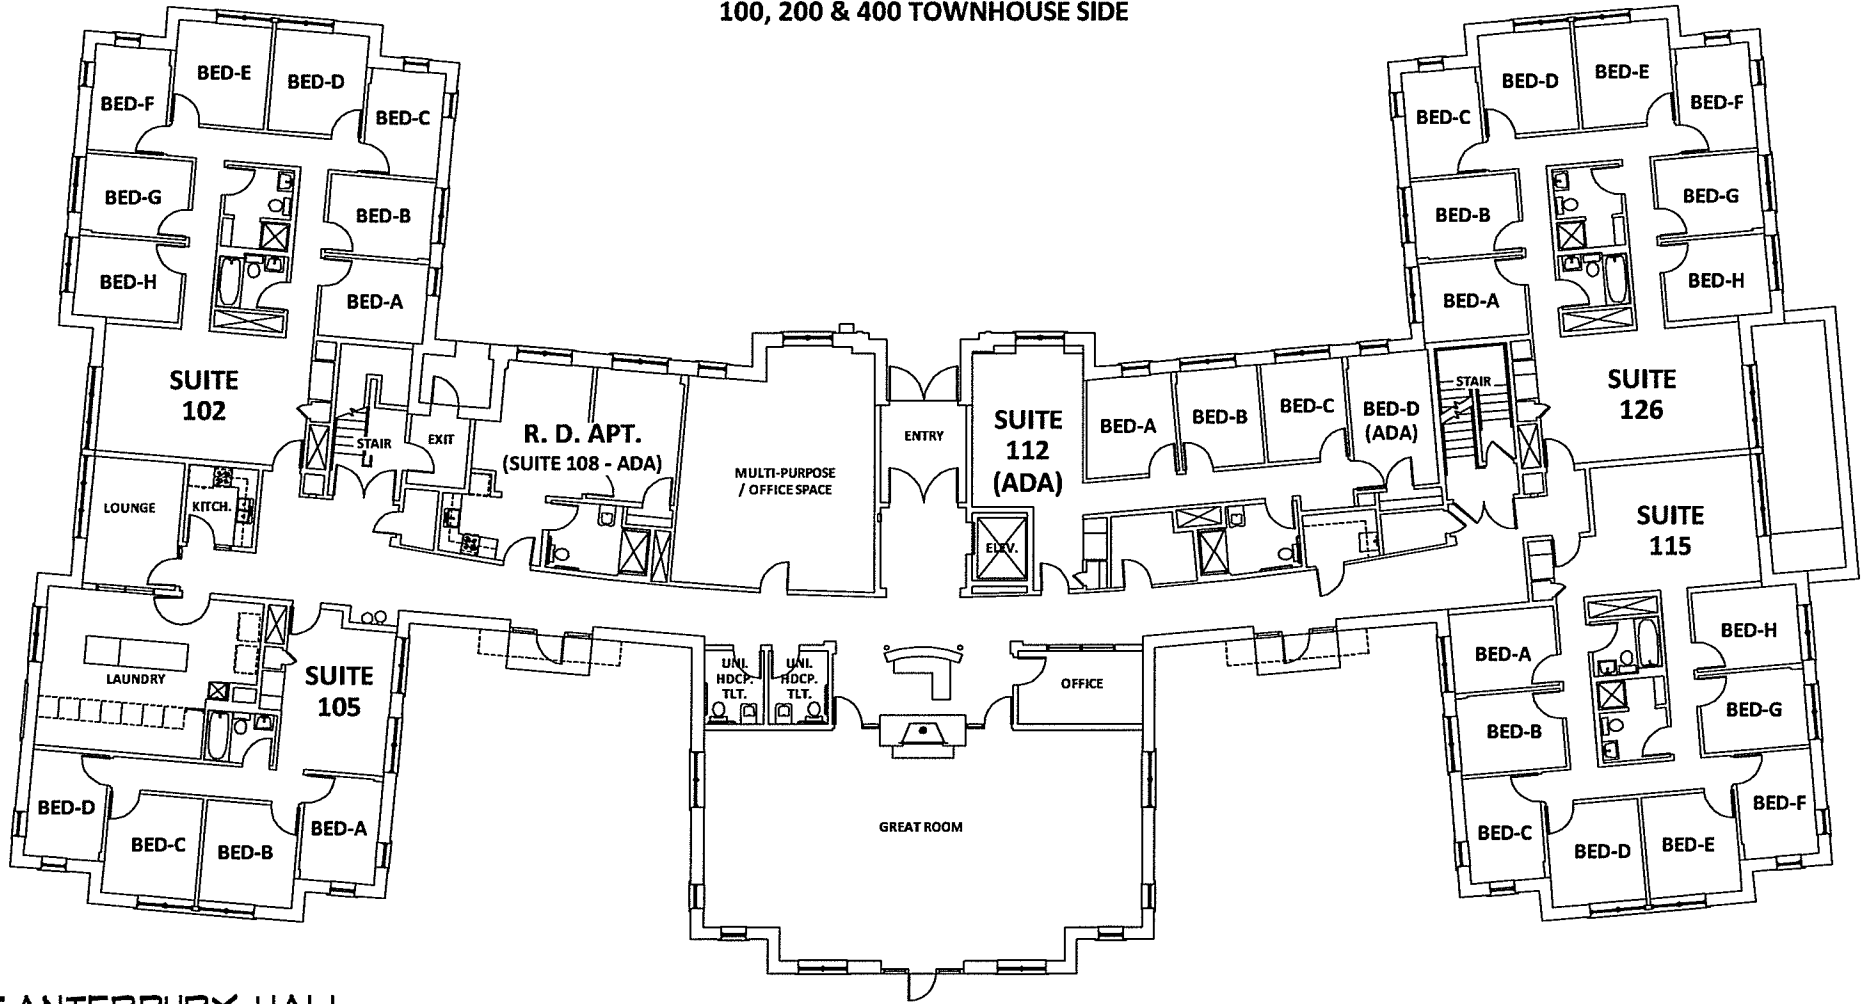 100, 200 & 400 TOWNHOUSE SIDE
BED-F
BED-E
BED-D
BED-C
BED-G
BED-B
BED-H
BED-A
SUITE
102
STAIR
EXIT
LOUNGE
KITCH.
R. D. APT.
(SUITE 108 - ADA)
MULTI-PURPOSE
/ OFFICE SPACE
ENTRY
SUITE
112
(ADA)
ELEV.
BED-A
BED-B
BED-C
BED-D
(ADA)
STAIR
BED-C
BED-D
BED-E
BED-F
BED-B
BED-G
BED-A
BED-H
SUITE
126
SUITE
115
BED-A
BED-H
BED-B
BED-G
BED-C
BED-D
BED-E
BED-F
LAUNDRY
SUITE
105
BED-D
BED-C
BED-B
BED-A
UNI.
HDCP.
TLT.
UNI.
HDCP.
TLT.
OFFICE
GREAT ROOM
HALL